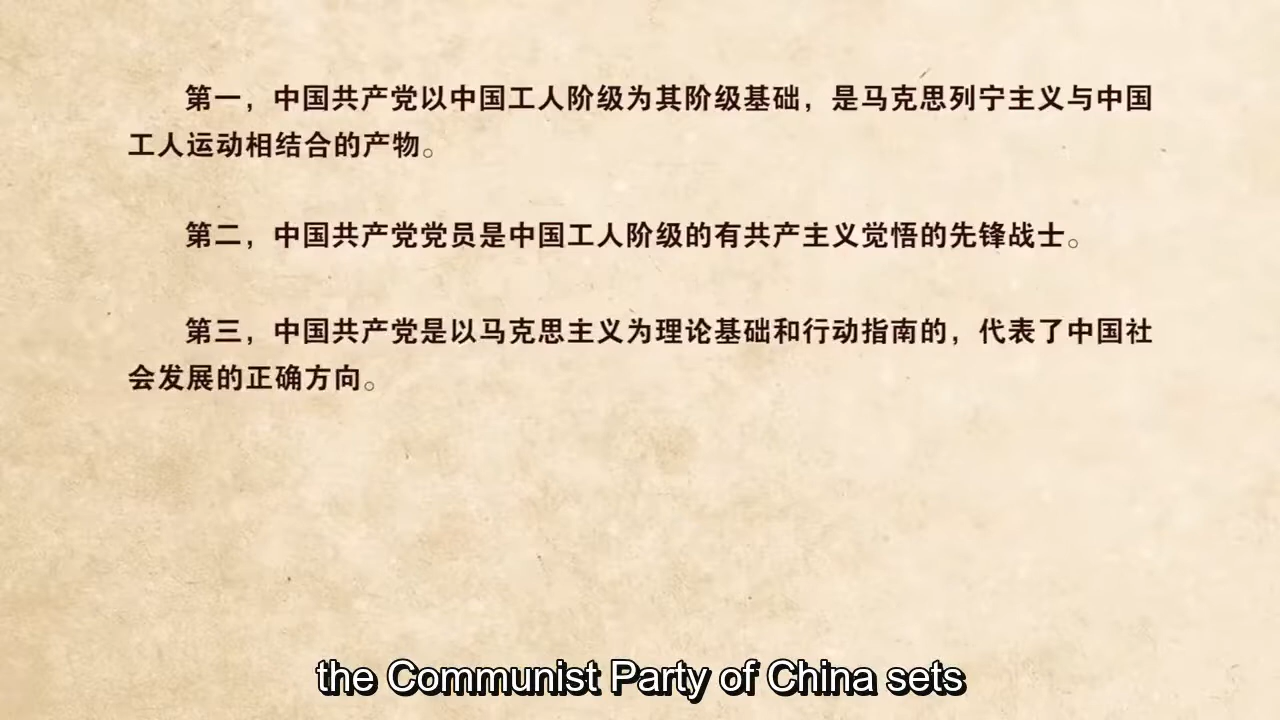 第一，中国共产党以中国工人阶级为其阶级基础，是马克思列宁主义与中国
工人运动相结合的产物。
第二，中国共产党党员是中国工人阶级的有共产主义觉悟的先锋战士。
第三，中国共产党是以马克思主义为理论基础和行动指南的，代表了中国社
会发展的正确方向。
the Communist Party of China sets